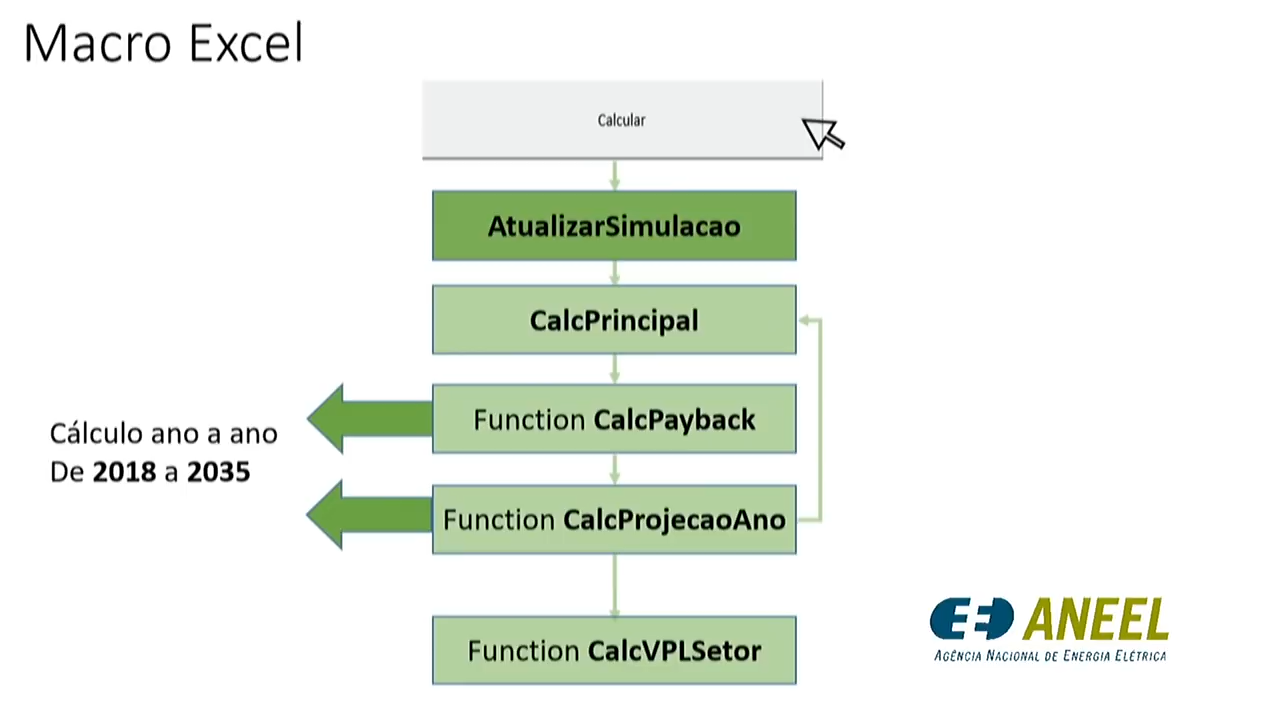 Macro Excel
Calcular
AtualizarSimulacao
CalcPrincipal
Function CalcPayback
Cálculo ano a ano
De 2018 a 2035
Function CalcProjecaoAno
Function CalcVPLSetor
ANEEL
AGÊNCIA NACIONAL DE ENERGIA ELÉTRICA